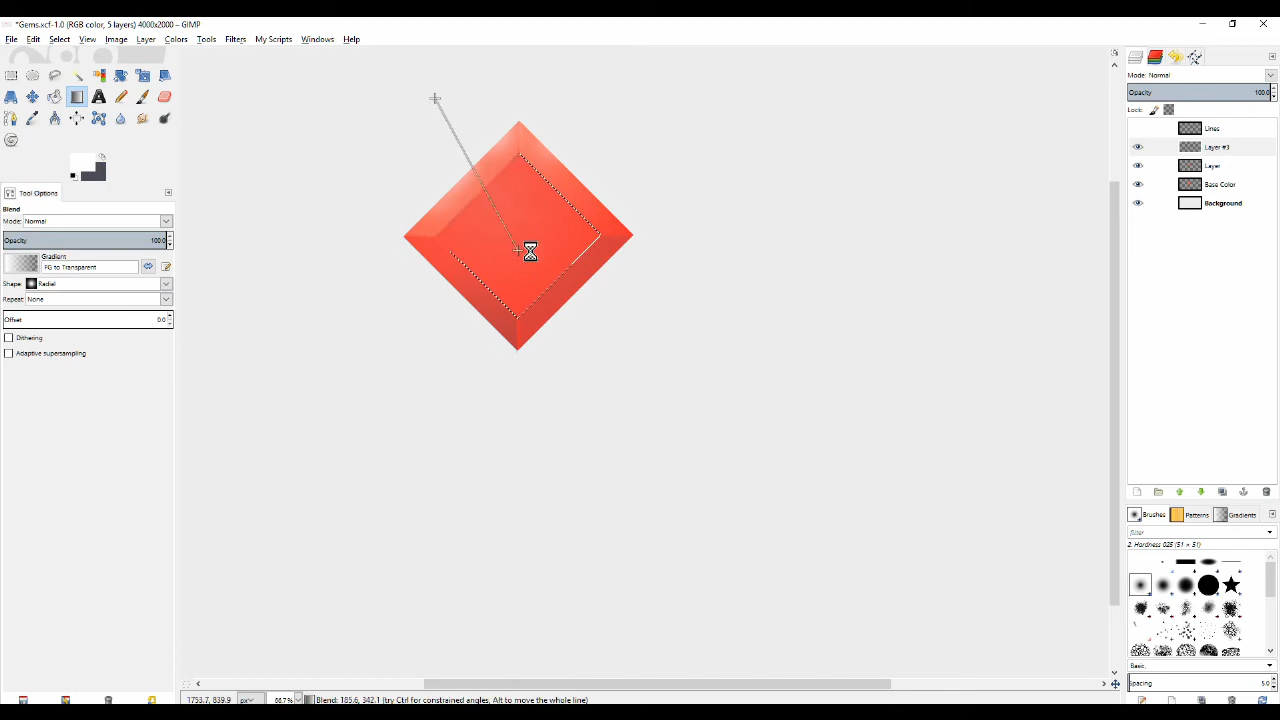 *Gems.xcf-1.0 (RGB color, 5 layers) 4000x2000 – GIMP
File Edit Select View Image Layer Colors Tools Filters My Scripts Windows Help
Tool Options
Blend
Mode: Normal
Opacity 100.0
Gradient
FG to Transparent
Shape: Radial
Repeat: None
Offset 0.0
Dithering
Adaptive supersampling
Mode: Normal
Opacity 100.0
Lock:
Lines
Layer #3
Layer
Base Color
Background
Brushes Patterns Gradients
filter
2. Hardness 025 (51 × 51)
Basic,
Spacing 5.0
1753.7, 839.9 px 66.7% Blend: 185.6, 342.1 (try Ctrl for constrained angles, Alt to move the whole line)